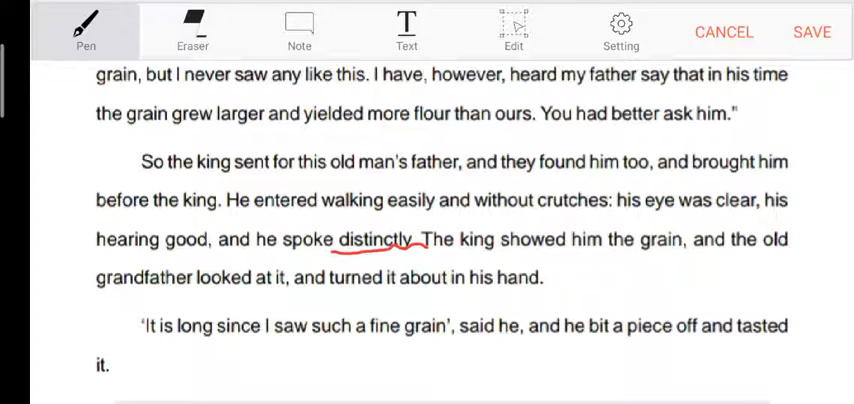 Pen Eraser Note Text Edit Setting CANCEL SAVE
grain, but I never saw any like this. I have, however, heard my father say that in his time
the grain grew larger and yielded more flour than ours. You had better ask him."
So the king sent for this old man's father, and they found him too, and brought him
before the king. He entered walking easily and without crutches: his eye was clear, his
hearing good, and he spoke distinctly. The king showed him the grain, and the old
grandfather looked at it, and turned it about in his hand.
'It is long since I saw such a fine grain', said he, and he bit a piece off and tasted
it.